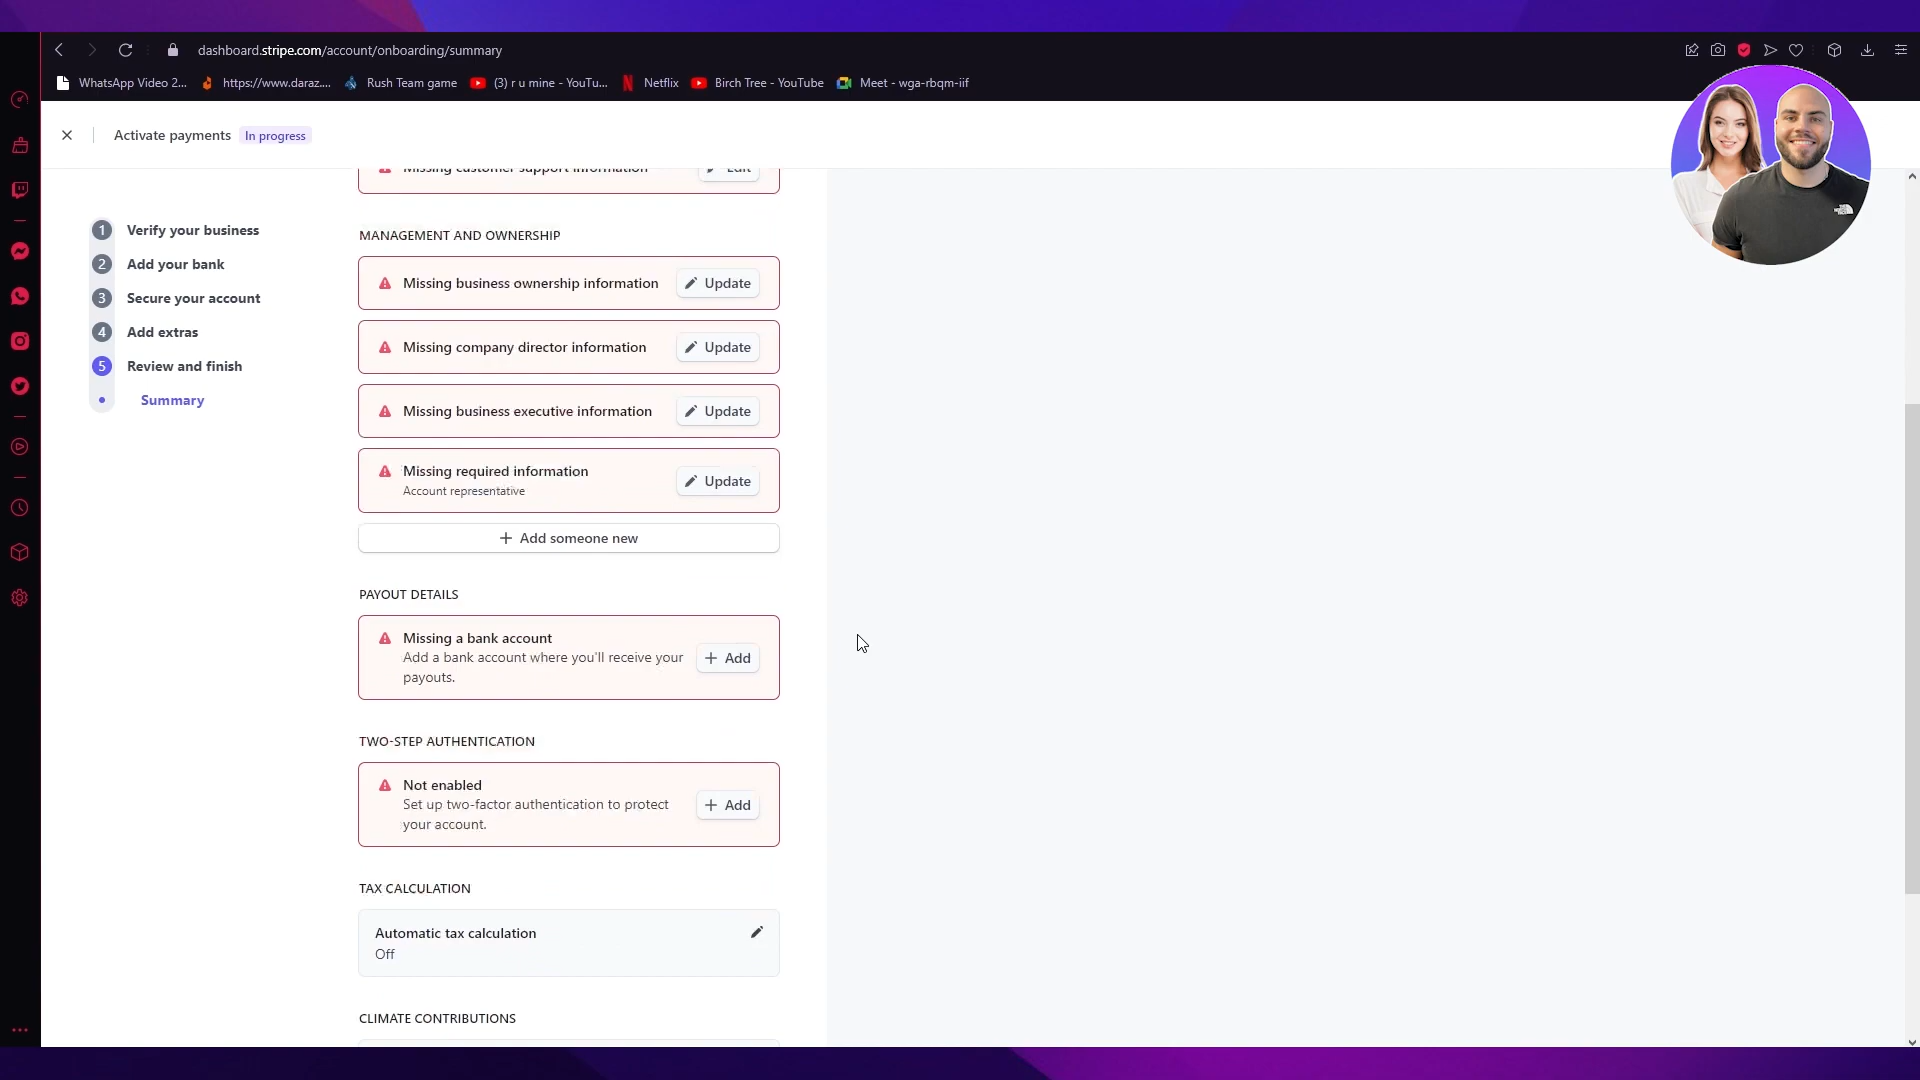 dashboard.stripe.com/account/onboarding/summary
WhatsApp Video 2...
https://www.daraz....
Rush Team game
(3) r u mine - YouTu...
Netflix
Birch Tree - YouTube
Meet - wga-rbqm-iif
Activate payments
In progress
Missing customer support information
Edit
1 Verify your business
2 Add your bank
3 Secure your account
4 Add extras
5 Review and finish
Summary
MANAGEMENT AND OWNERSHIP
Missing business ownership information
Update
Missing company director information
Update
Missing business executive information
Update
Missing required information
Account representative
Update
+ Add someone new
PAYOUT DETAILS
Missing a bank account
Add a bank account where you'll receive your
payouts.
+ Add
TWO-STEP AUTHENTICATION
Not enabled
Set up two-factor authentication to protect
your account.
+ Add
TAX CALCULATION
Automatic tax calculation
Off
CLIMATE CONTRIBUTIONS